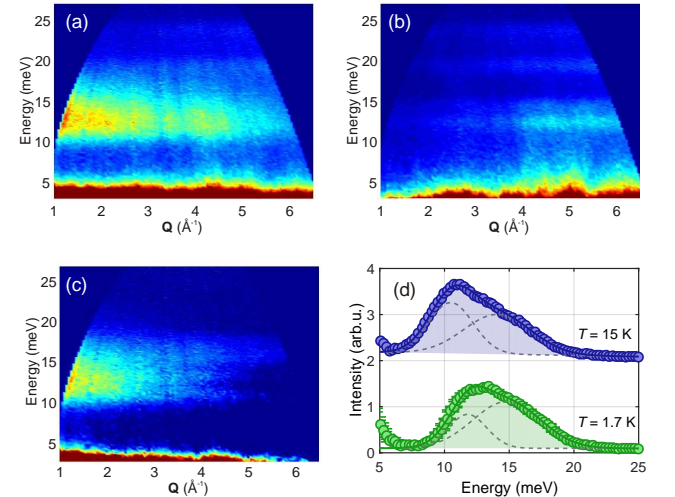 (a)
Energy (meV)
25
20
15
10
5
1 2 3 4 5 6
Q (Å⁻¹)
(b)
Energy (meV)
25
20
15
10
5
1 2 3 4 5 6
Q (Å⁻¹)
(c)
Energy (meV)
25
20
15
10
5
1 2 3 4 5 6
Q (Å⁻¹)
(d)
Intensity (arb.u.)
4
3
2
1
0
T = 15 K
T = 1.7 K
5 10 15 20 25
Energy (meV)